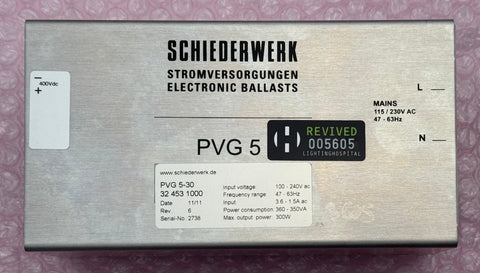 SCHIEDERWERK
STROMVERSORGUNGEN
ELECTRONIC BALLASTS
400Vdc
−
+
L
MAINS
115 / 230V AC
47 - 63Hz
N
PVG 5
H
REVIVED
005605
LIGHTINGHOSPITAL
www.schiederwerk.de
PVG 5-30
32 453 1000
Date 11/11
Rev. 6
Serial-No. 2738
Input voltage: 100 - 240V ac
Frequency range: 47 - 63Hz
Input 3.6 - 1.5A ac
Power consumption: 360 - 350VA
Max. output power: 300W